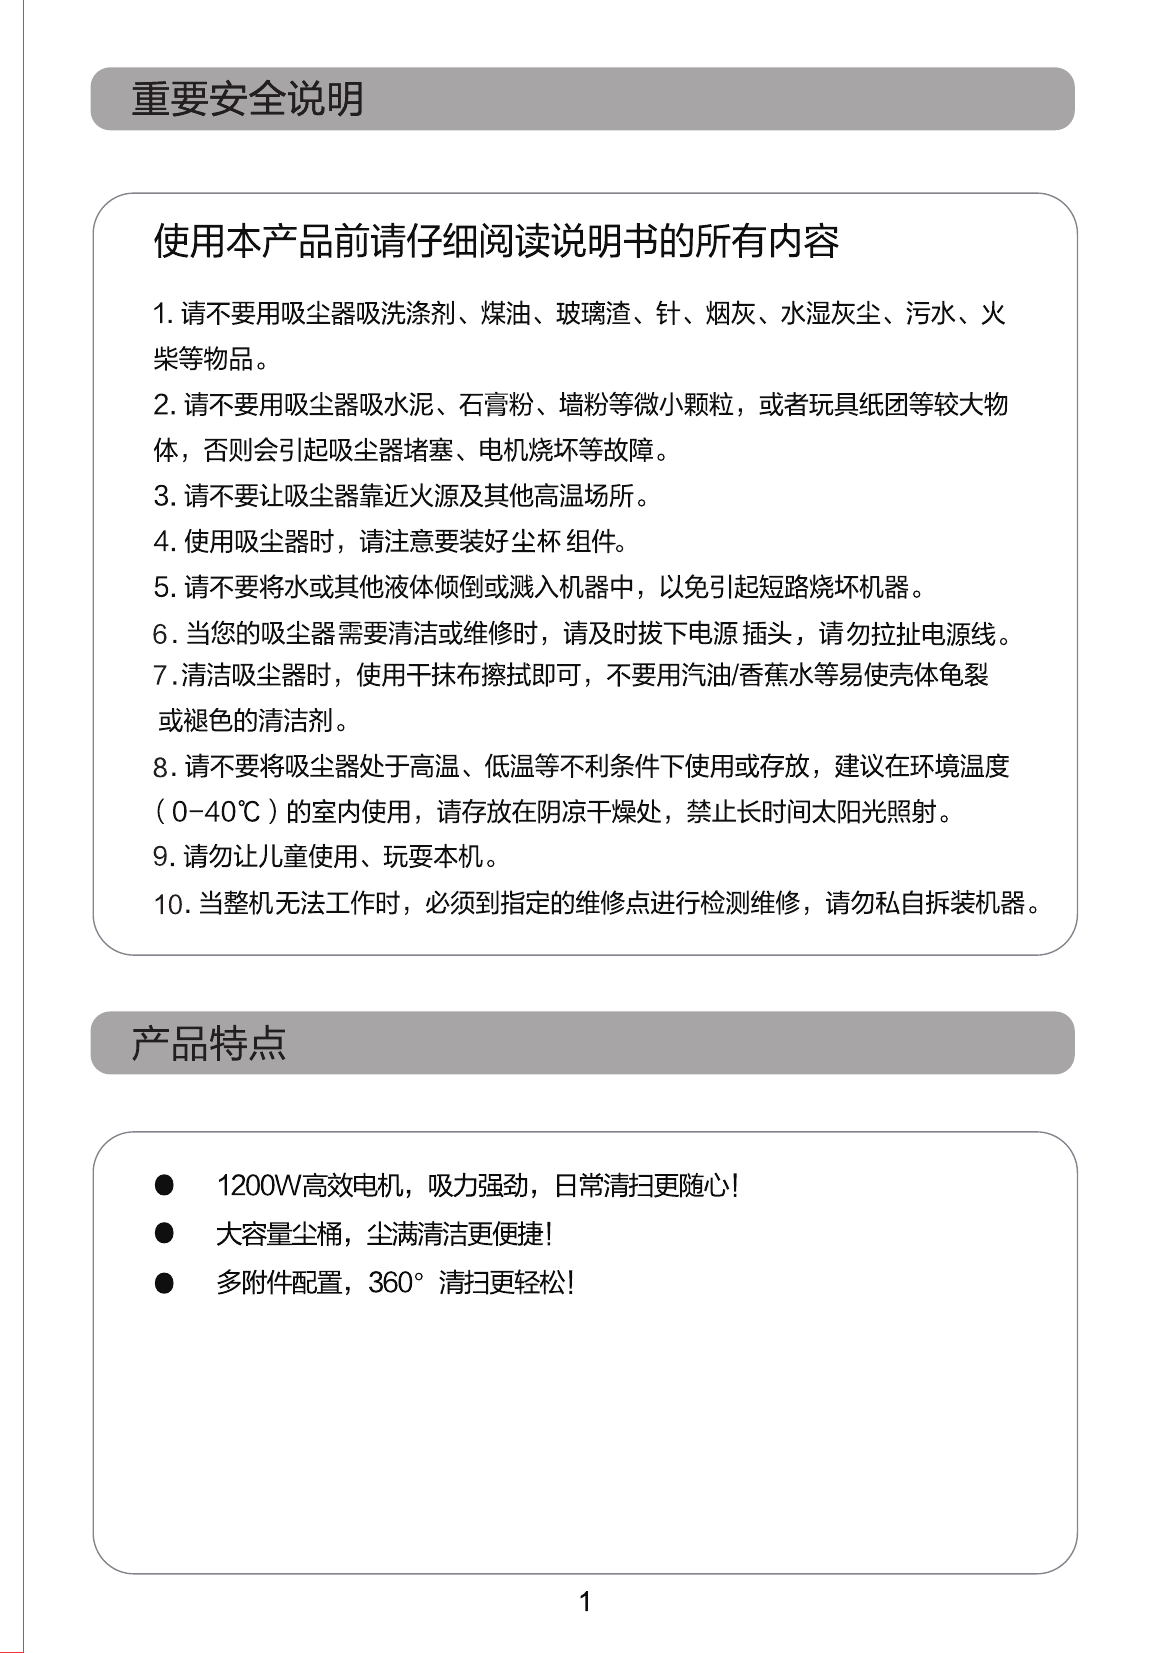 重要安全说明
使用本产品前请仔细阅读说明书的所有内容
1. 请不要用吸尘器吸洗涤剂、煤油、玻璃渣、针、烟灰、水湿灰尘、污水、火
柴等物品。
2. 请不要用吸尘器吸水泥、石膏粉、墙粉等微小颗粒，或者玩具纸团等较大物
体，否则会引起吸尘器堵塞、电机烧坏等故障。
3. 请不要让吸尘器靠近火源及其他高温场所。
4. 使用吸尘器时，请注意要装好尘杯组件。
5. 请不要将水或其他液体倾倒或溅入机器中，以免引起短路烧坏机器。
6. 当您的吸尘器需要清洁或维修时，请及时拔下电源插头，请勿拉扯电源线。
7.清洁吸尘器时，使用干抹布擦拭即可，不要用汽油/香蕉水等易使壳体龟裂
或褪色的清洁剂。
8. 请不要将吸尘器处于高温、低温等不利条件下使用或存放，建议在环境温度
（0-40℃）的室内使用，请存放在阴凉干燥处，禁止长时间太阳光照射。
9. 请勿让儿童使用、玩耍本机。
10. 当整机无法工作时，必须到指定的维修点进行检测维修，请勿私自拆装机器。
产品特点
● 1200W高效电机，吸力强劲，日常清扫更随心！
● 大容量尘桶，尘满清洁更便捷！
● 多附件配置，360°清扫更轻松！
1